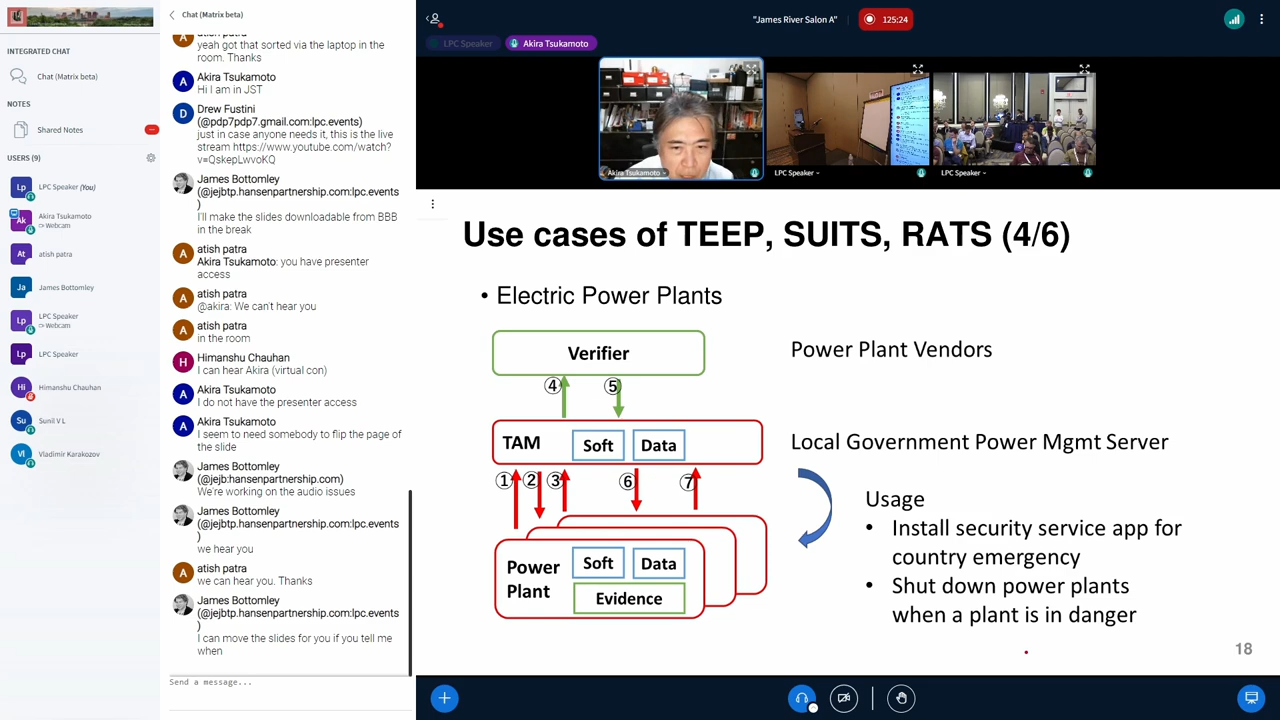 INTEGRATED CHAT
Chat (Matrix beta)
NOTES
Shared Notes
USERS (9)
Lp
LPC Speaker (You)
Ak
Akira Tsukamoto
Webcam
At
atish patra
Ja
James Bottomley
Lp
LPC Speaker
Webcam
Lp
LPC Speaker
Hi
Himanshu Chauhan
Su
Sunil V L
Vl
Vladimir Karakozov
Chat (Matrix beta)
A
atish patra
yeah got that sorted via the laptop in the
room. Thanks
A
Akira Tsukamoto
Hi I am in JST
D
Drew Fustini
(@pdp7pdp7.gmail.com:lpc.events)
just in case anyone needs it, this is the live
stream https://www.youtube.com/watch?
v=QskepLwvoKQ
James Bottomley
(@jejbtp.hansenpartnership.com:lpc.events
)
I'll make the slides downloadable from BBB
in the break
A
atish patra
Akira Tsukamoto: you have presenter
access
A
atish patra
@akira: We can't hear you
A
atish patra
in the room
H
Himanshu Chauhan
I can hear Akira (virtual con)
A
Akira Tsukamoto
I do not have the presenter access
A
Akira Tsukamoto
I seem to need somebody to flip the page of
the slide
James Bottomley
(@jejb:hansenpartnership.com)
We're working on the audio issues
James Bottomley
(@jejbtp.hansenpartnership.com:lpc.events
)
we hear you
A
atish patra
we can hear you. Thanks
James Bottomley
(@jejbtp.hansenpartnership.com:lpc.events
)
I can move the slides for you if you tell me
when
Send a message...
"James River Salon A"
125:24
LPC Speaker
Akira Tsukamoto
Akira Tsukamoto
LPC Speaker
LPC Speaker
Use cases of TEEP, SUITS, RATS (4/6)
• Electric Power Plants
Verifier
Power Plant Vendors
④
⑤
TAM
Soft
Data
Local Government Power Mgmt Server
①
②
③
⑥
⑦
Power
Plant
Soft
Data
Evidence
Usage
• Install security service app for
country emergency
• Shut down power plants
when a plant is in danger
18